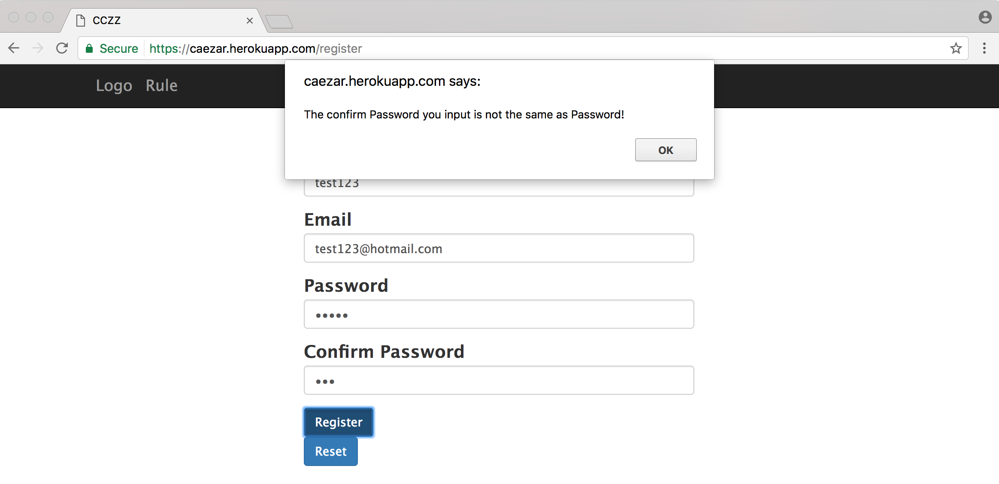 CCZZ
Secure https://caezar.herokuapp.com/register
Logo Rule
caezar.herokuapp.com says:
The confirm Password you input is not the same as Password!
OK
test123
Email
test123@hotmail.com
Password
•••••
Confirm Password
•••
Register
Reset